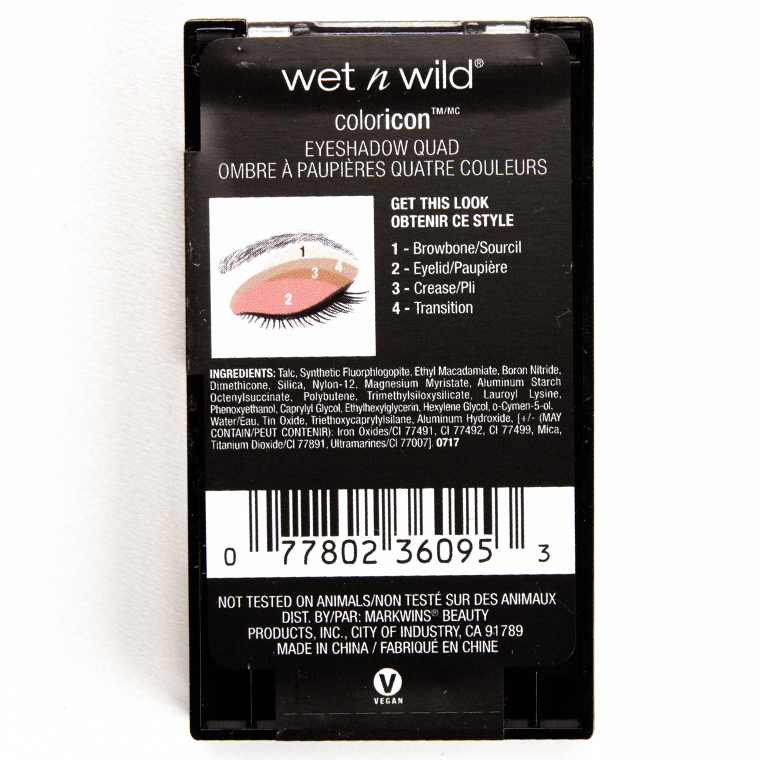 wet n wild®
coloricon™/MC
EYESHADOW QUAD
OMBRE À PAUPIÈRES QUATRE COULEURS
GET THIS LOOK
OBTENIR CE STYLE
1 - Browbone/Sourcil
2 - Eyelid/Paupière
3 - Crease/Pli
4 - Transition
1
3 4
2
INGREDIENTS: Talc, Synthetic Fluorphlogopite, Ethyl Macadamiate, Boron Nitride,
Dimethicone, Silica, Nylon-12, Magnesium Myristate, Aluminum Starch
Octenylsuccinate, Polybutene, Trimethylsiloxysilicate, Lauroyl Lysine,
Phenoxyethanol, Caprylyl Glycol, Ethylhexylglycerin, Hexylene Glycol, o-Cymen-5-ol,
Water/Eau, Tin Oxide, Triethoxycaprylylsilane, Aluminum Hydroxide, [+/- (MAY
CONTAIN/PEUT CONTENIR): Iron Oxides/CI 77491, CI 77492, CI 77499, Mica,
Titanium Dioxide/CI 77891, Ultramarines/CI 77007]. 0717
0 77802 36095 3
NOT TESTED ON ANIMALS/NON TESTÉ SUR DES ANIMAUX
DIST. BY/PAR: MARKWINS® BEAUTY
PRODUCTS, INC., CITY OF INDUSTRY, CA 91789
MADE IN CHINA / FABRIQUÉ EN CHINE
V
VEGAN